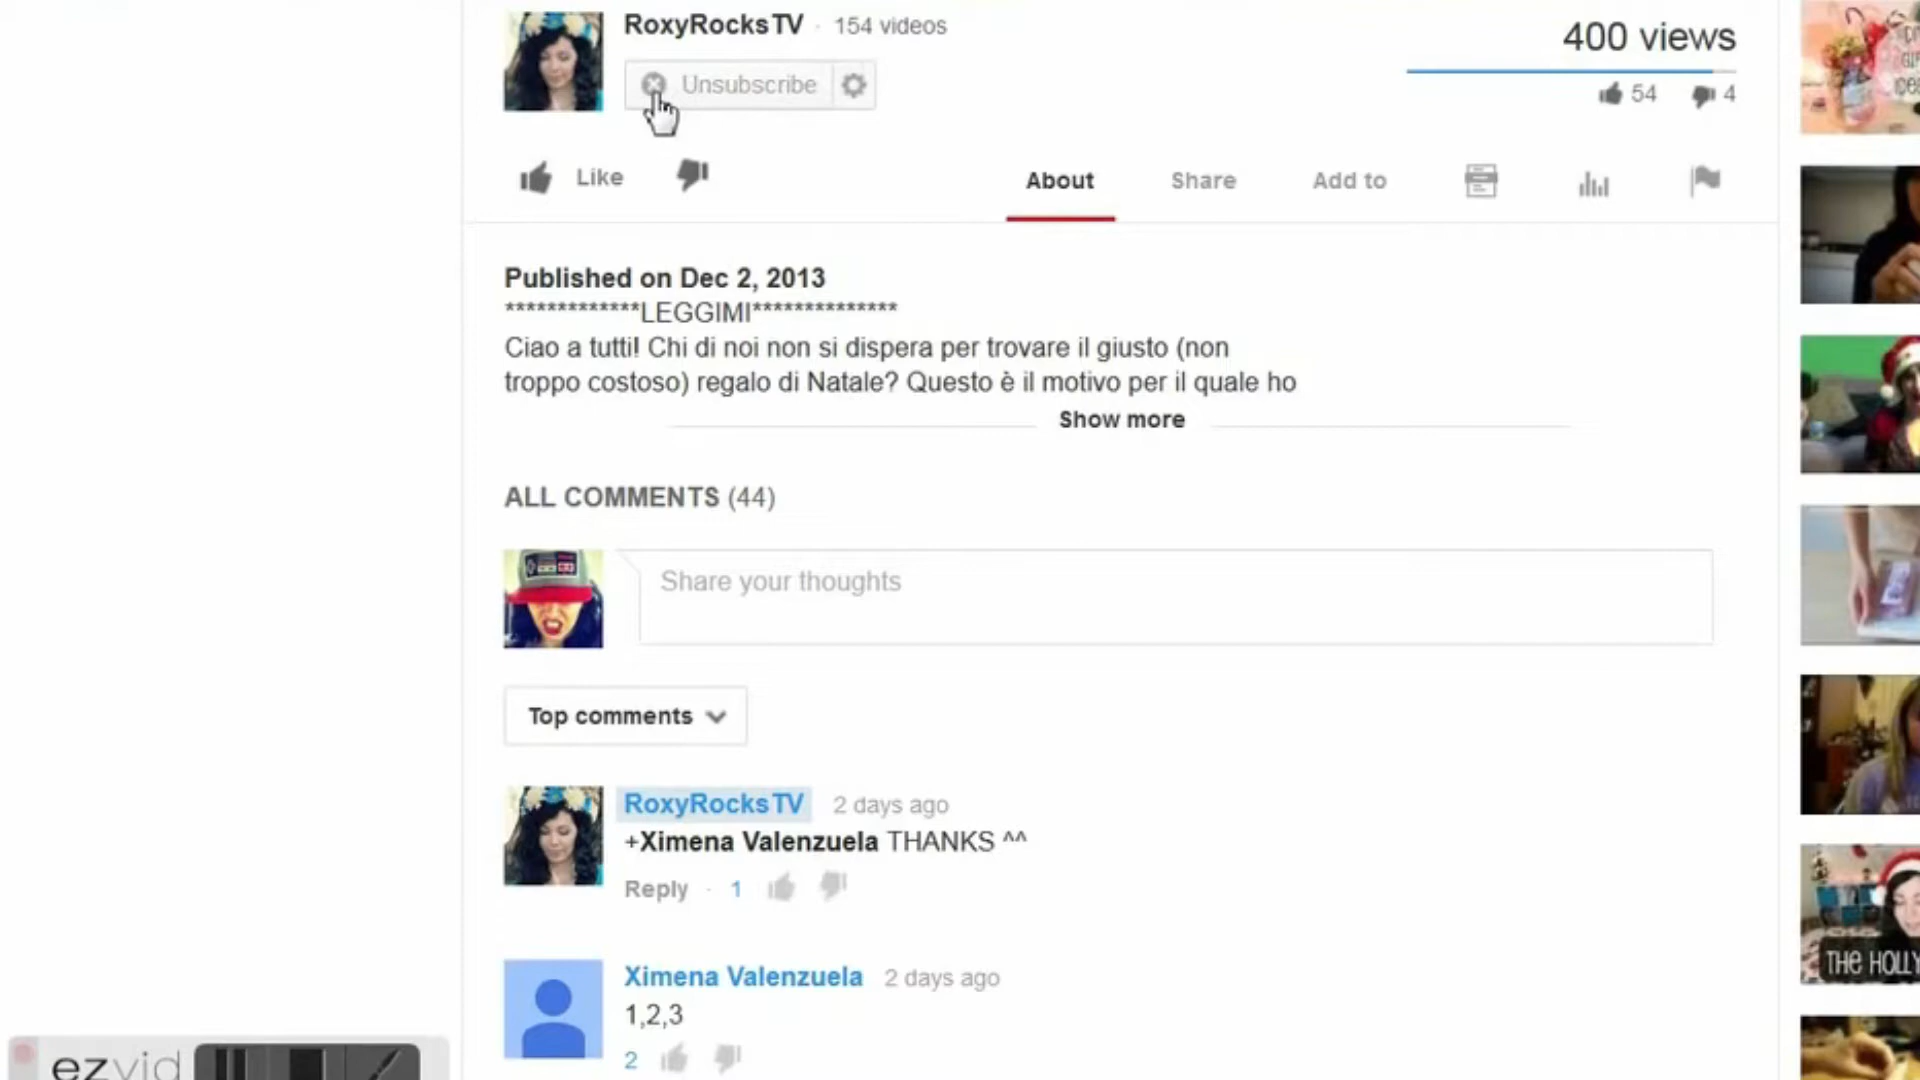 RoxyRocksTV · 154 videos
400 views
Unsubscribe
54 4
Like
About Share Add to
Published on Dec 2, 2013
*************LEGGIMI**************
Ciao a tutti! Chi di noi non si dispera per trovare il giusto (non
troppo costoso) regalo di Natale? Questo è il motivo per il quale ho
Show more
ALL COMMENTS (44)
Share your thoughts
Top comments
RoxyRocksTV 2 days ago
+Ximena Valenzuela THANKS ^^
Reply · 1
Ximena Valenzuela 2 days ago
1,2,3
2
THE HOLLY
ezvid